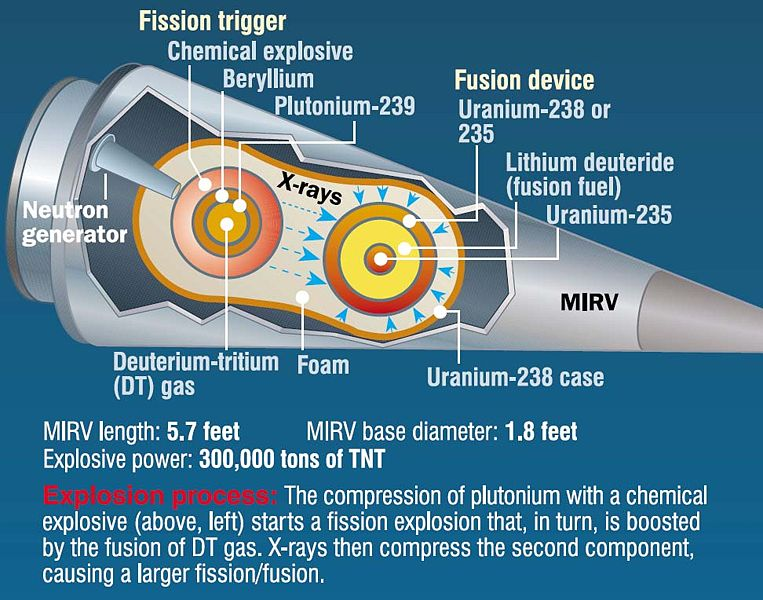 Fission trigger
Chemical explosive
Beryllium
Plutonium-239
Fusion device
Uranium-238 or
235
Lithium deuteride
(fusion fuel)
Uranium-235
X-rays
Neutron
generator
MIRV
Deuterium-tritium
(DT) gas
Foam
Uranium-238 case
MIRV length: 5.7 feet
MIRV base diameter: 1.8 feet
Explosive power: 300,000 tons of TNT
Explosion process: The compression of plutonium with a chemical
explosive (above, left) starts a fission explosion that, in turn, is boosted
by the fusion of DT gas. X-rays then compress the second component,
causing a larger fission/fusion.